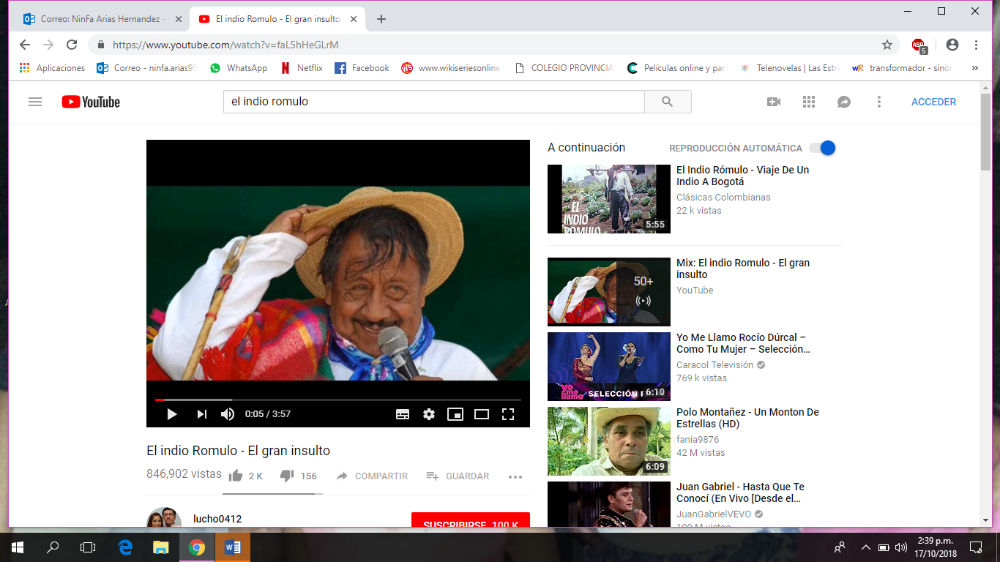 Correo: NinFa Arias Hernandez -
El indio Romulo - El gran insulto
https://www.youtube.com/watch?v=faL5hHeGLrM
ABP
5
Aplicaciones
Correo - ninfa.arias95
WhatsApp
Netflix
Facebook
www.wikiseriesonline
COLEGIO PROVINCIA
Películas online y par
Telenovelas | Las Estre
transformador - sinón
YouTube
el indio romulo
ACCEDER
0:05 / 3:57
El indio Romulo - El gran insulto
846,902 vistas
2 K
156
COMPARTIR
GUARDAR
lucho0412
SUSCRIBIRSE 100 K
A continuación
REPRODUCCIÓN AUTOMÁTICA
EL
INDIO
ROMULO
5:55
El Indio Rómulo - Viaje De Un
Indio A Bogotá
Clásicas Colombianas
22 k vistas
50+
Mix: El indio Romulo - El gran
insulto
YouTube
yo
me
llamo
SELECCIÓN
6:10
Yo Me Llamo Rocío Dúrcal –
Como Tu Mujer – Selección...
Caracol Televisión
769 k vistas
6:09
Polo Montañez - Un Monton De
Estrellas (HD)
fania9876
42 M vistas
Juan Gabriel - Hasta Que Te
Conocí (En Vivo [Desde el...
JuanGabrielVEVO
2:39 p.m.
17/10/2018